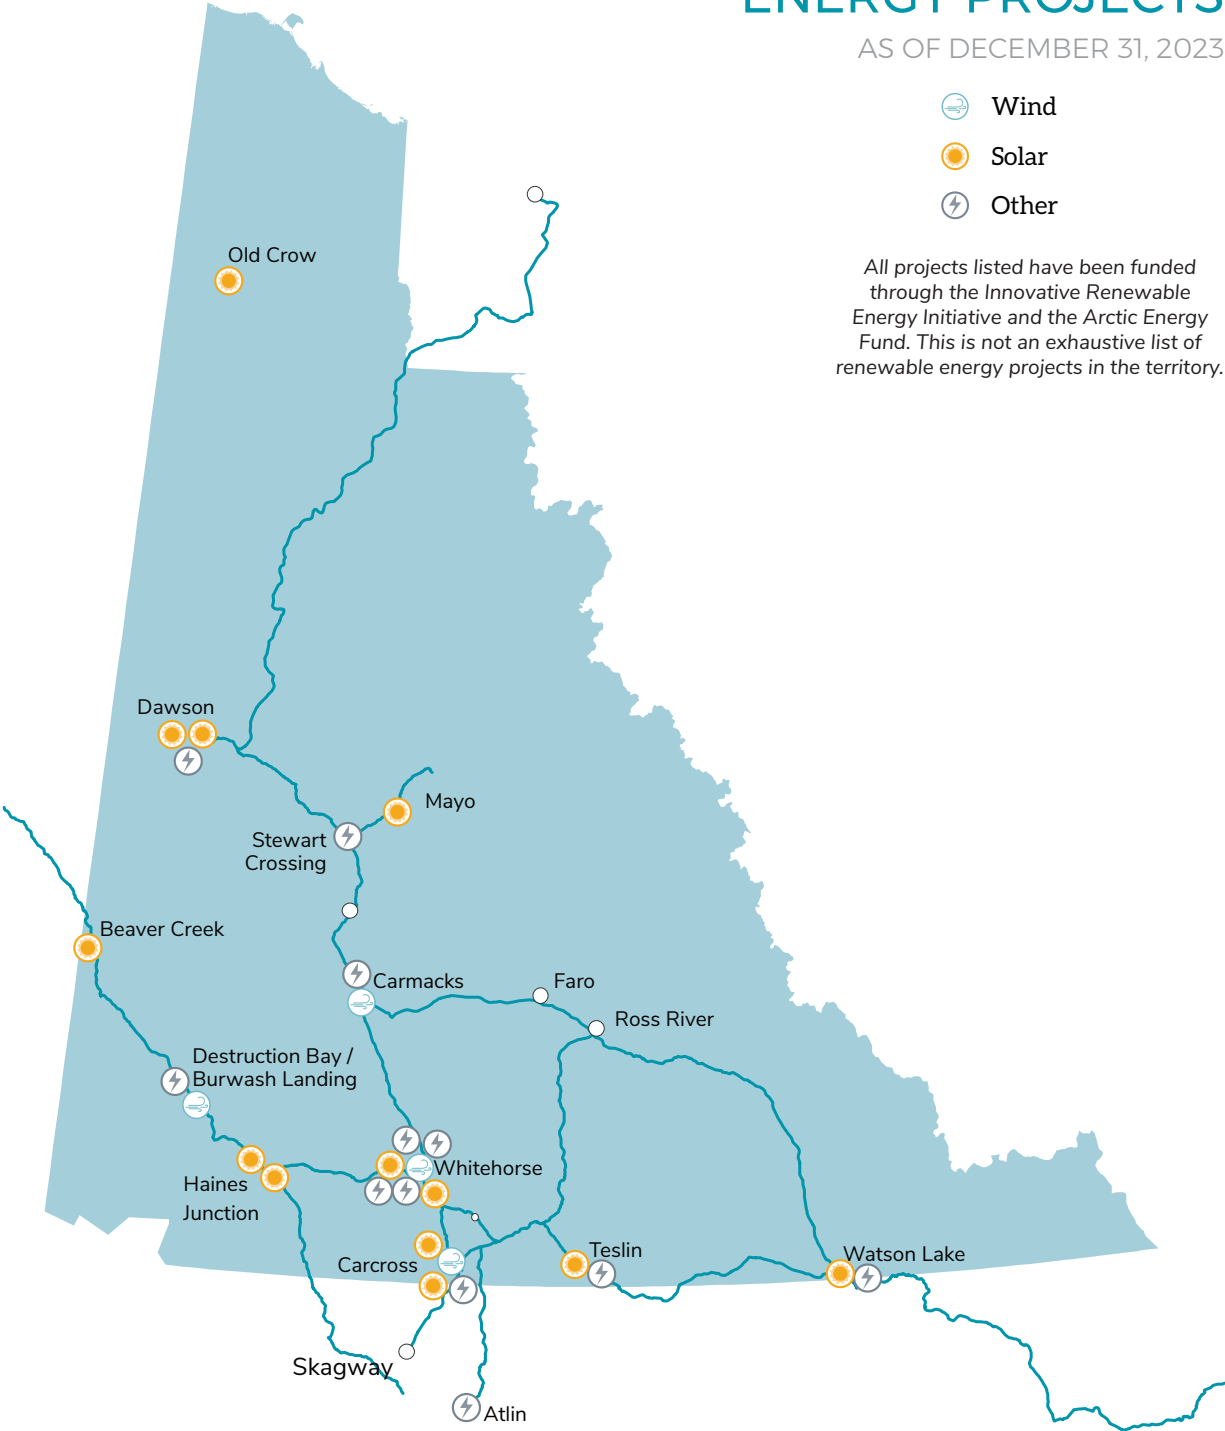 ENERGY PROJECTS
AS OF DECEMBER 31, 2023
Wind
Solar
Other
All projects listed have been funded
through the Innovative Renewable
Energy Initiative and the Arctic Energy
Fund. This is not an exhaustive list of
renewable energy projects in the territory.
Old Crow
Dawson
Mayo
Stewart
Crossing
Beaver Creek
Carmacks
Faro
Ross River
Destruction Bay /
Burwash Landing
Whitehorse
Haines
Junction
Carcross
Teslin
Watson Lake
Skagway
Atlin